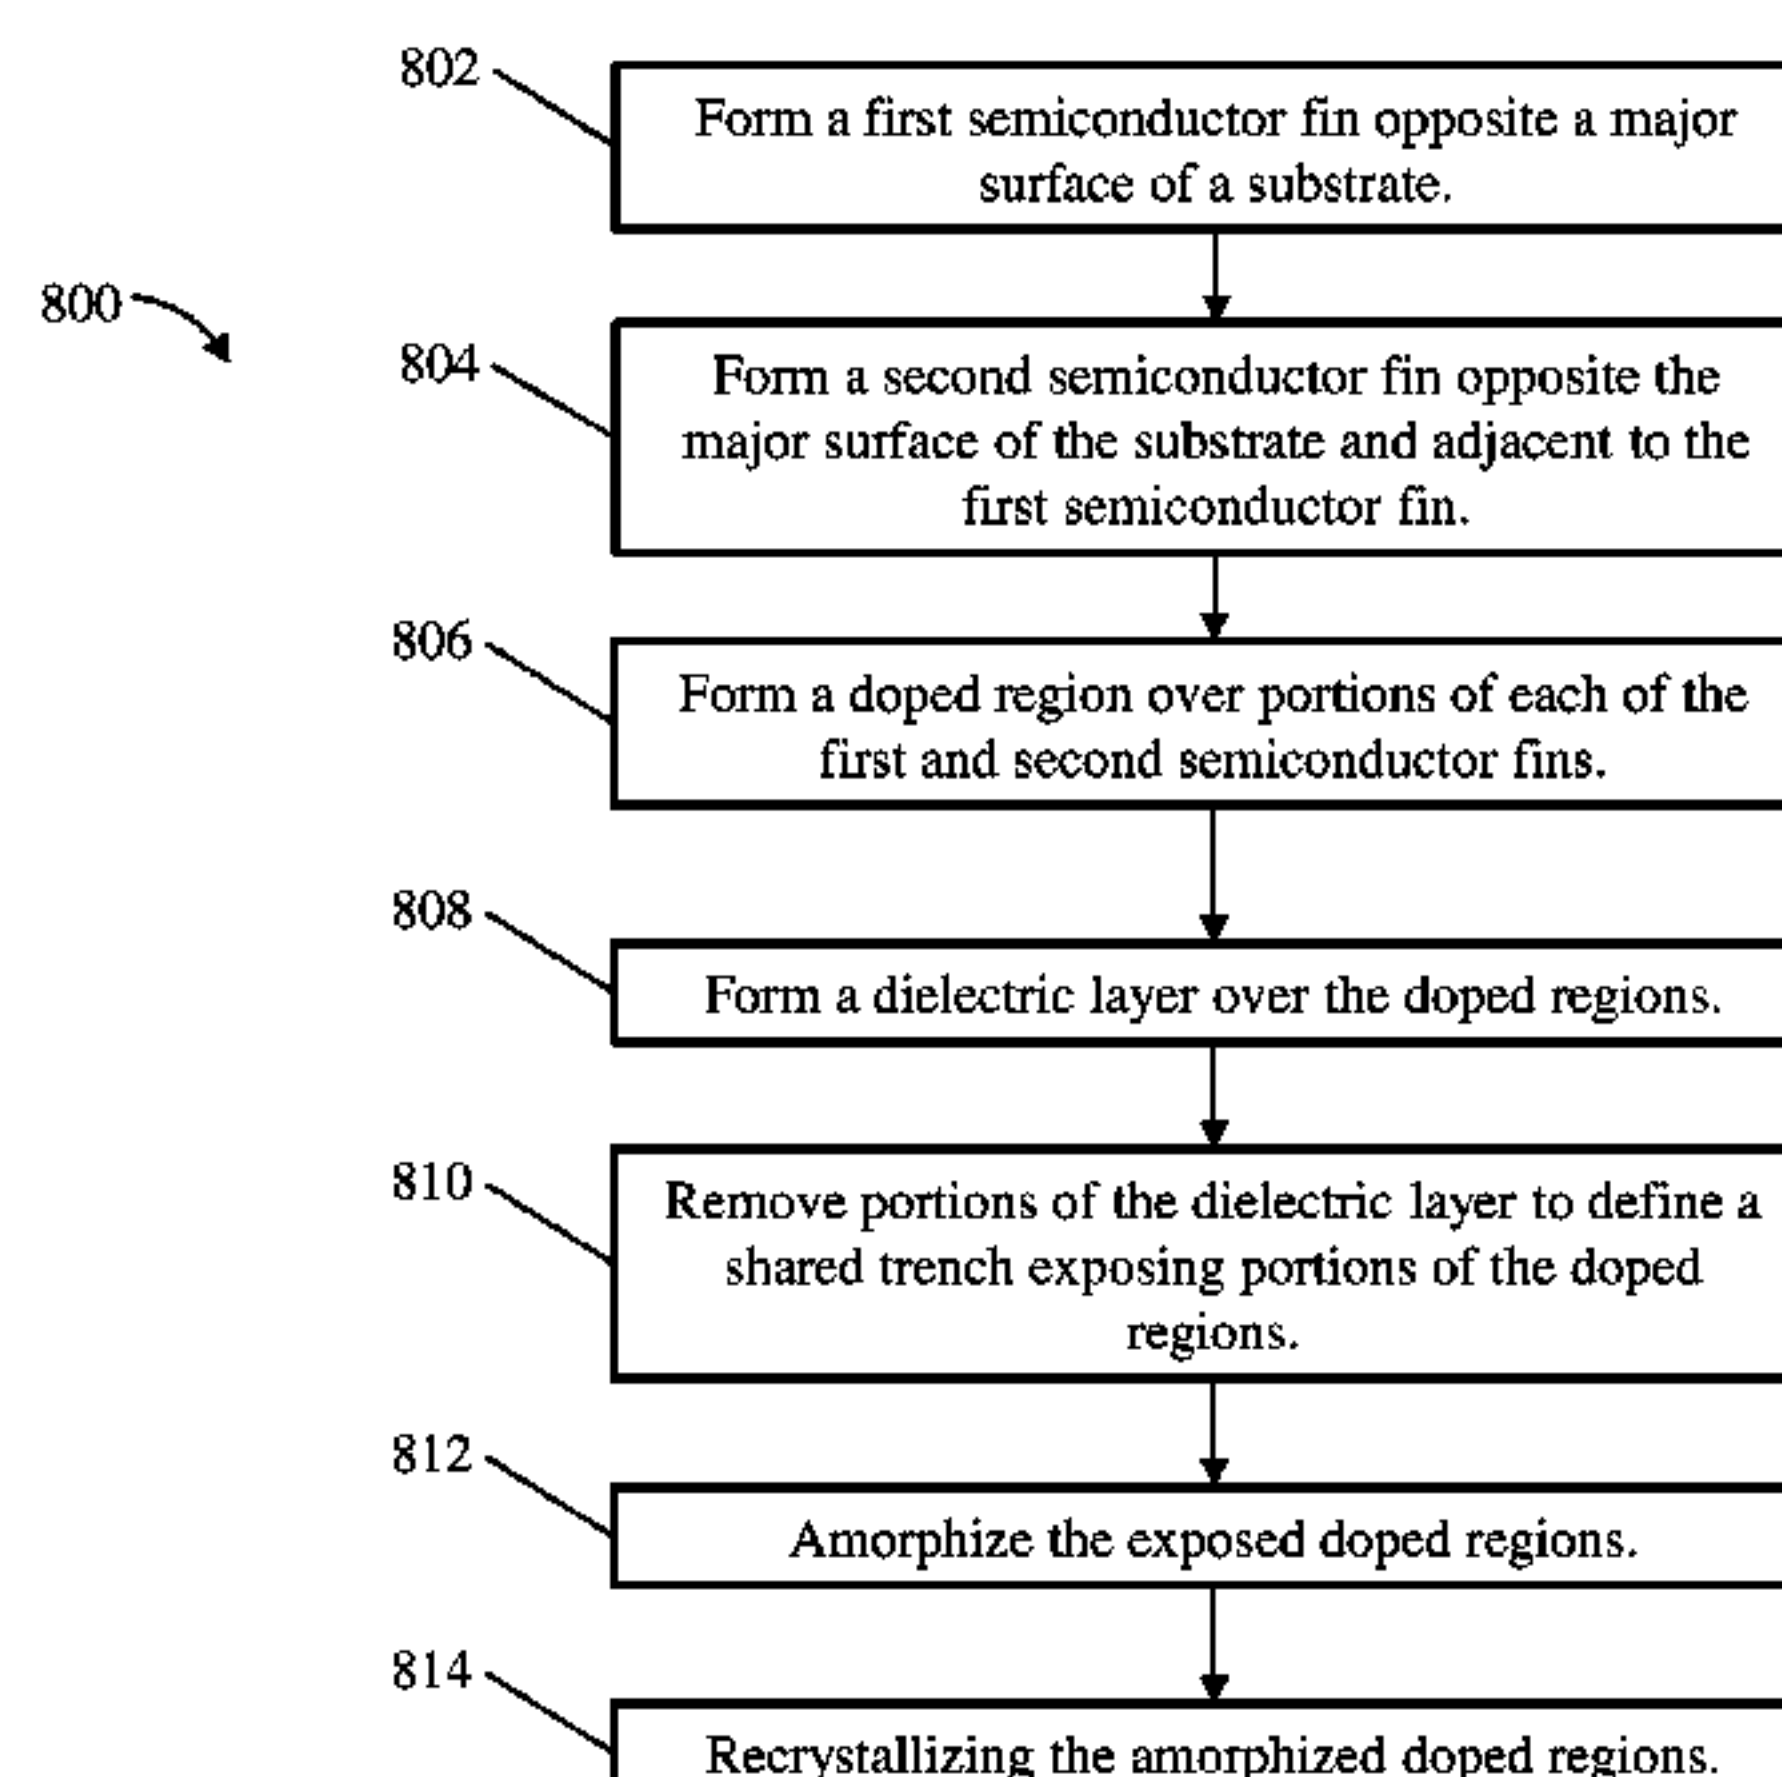 802
Form a first semiconductor fin opposite a major
surface of a substrate.
800
804
Form a second semiconductor fin opposite the
major surface of the substrate and adjacent to the
first semiconductor fin.
806
Form a doped region over portions of each of the
first and second semiconductor fins.
808
Form a dielectric layer over the doped regions.
810
Remove portions of the dielectric layer to define a
shared trench exposing portions of the doped
regions.
812
Amorphize the exposed doped regions.
814
Recrystallizing the amorphized doped regions.